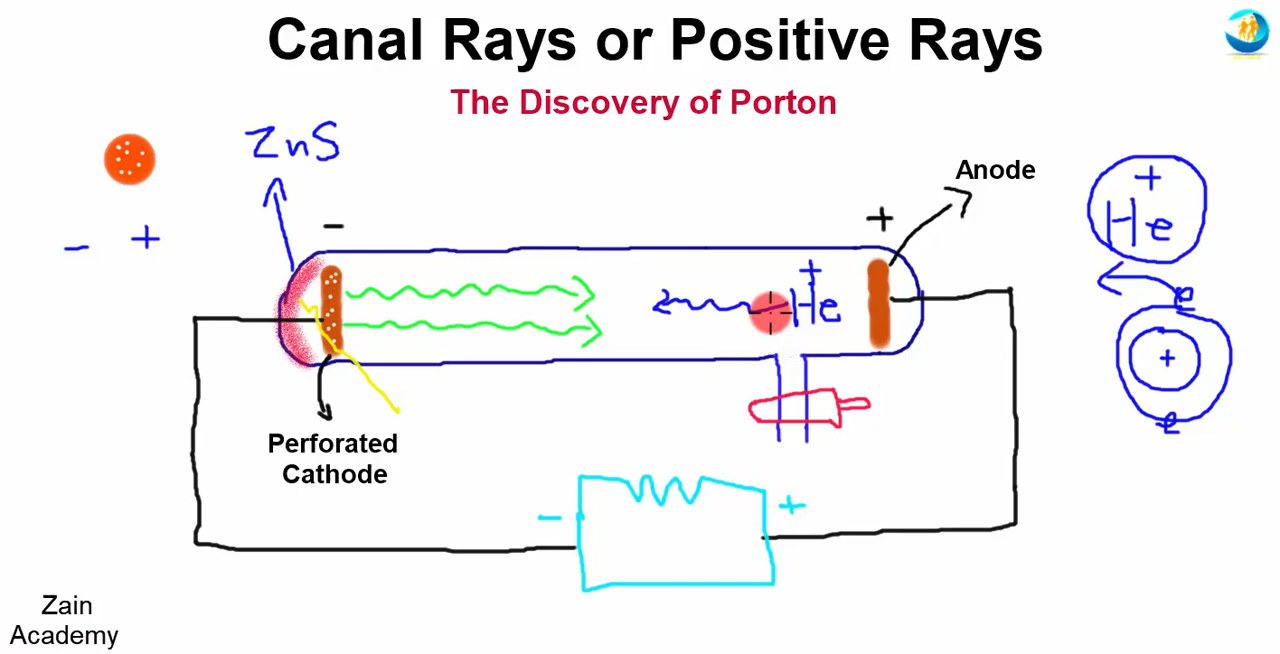 Canal Rays or Positive Rays
The Discovery of Porton
ZnS
Anode
- +
-
+
+
He
+
He
e
+
e
Perforated
Cathode
-
+
Zain
Academy